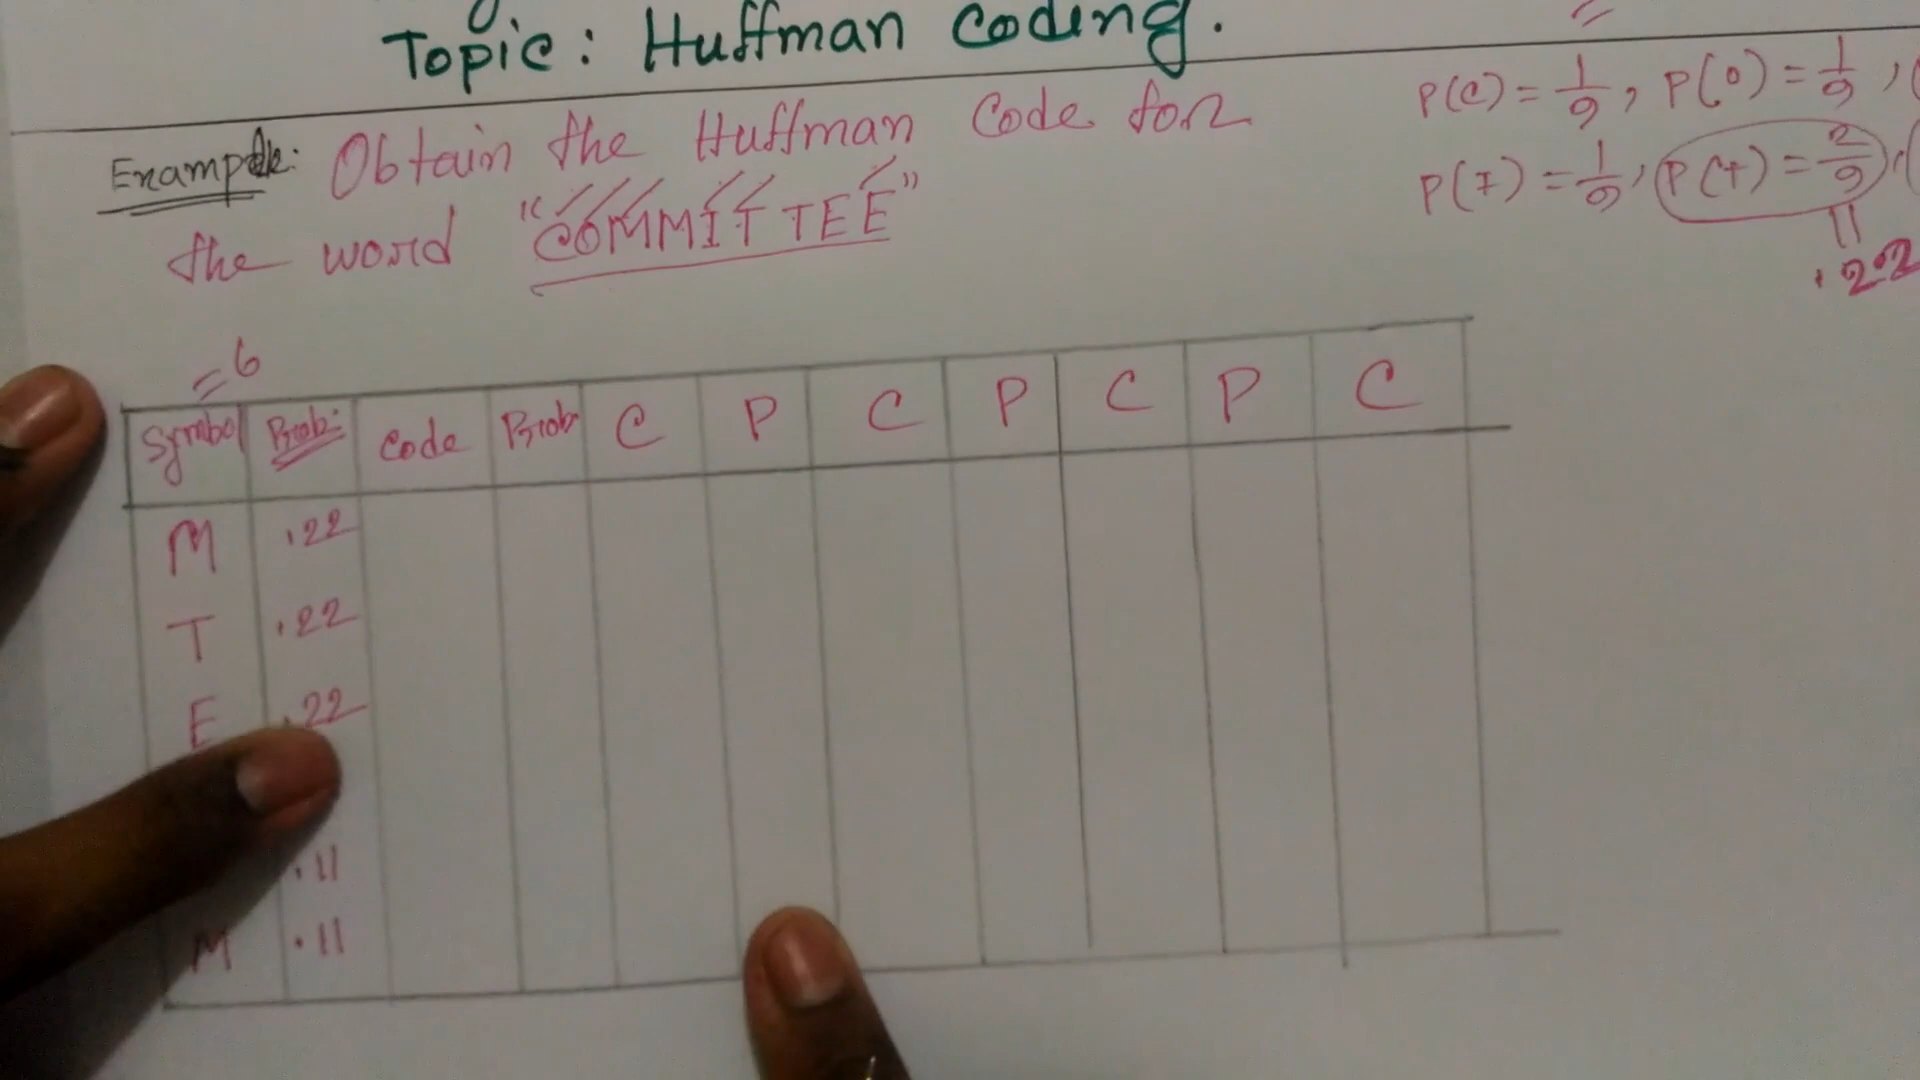 Topic: Huffman Coding.
Example: Obtain the Huffman Code for
the word "COMMITTEE"
P(C) = 1/9, P(O) = 1/9,
P(I) = 1/9, P(T) = 2/9,
.22
=6
Symbol Prob: Code Prob C P C P C P C
M .22
T .22
E .22
.11
M .11